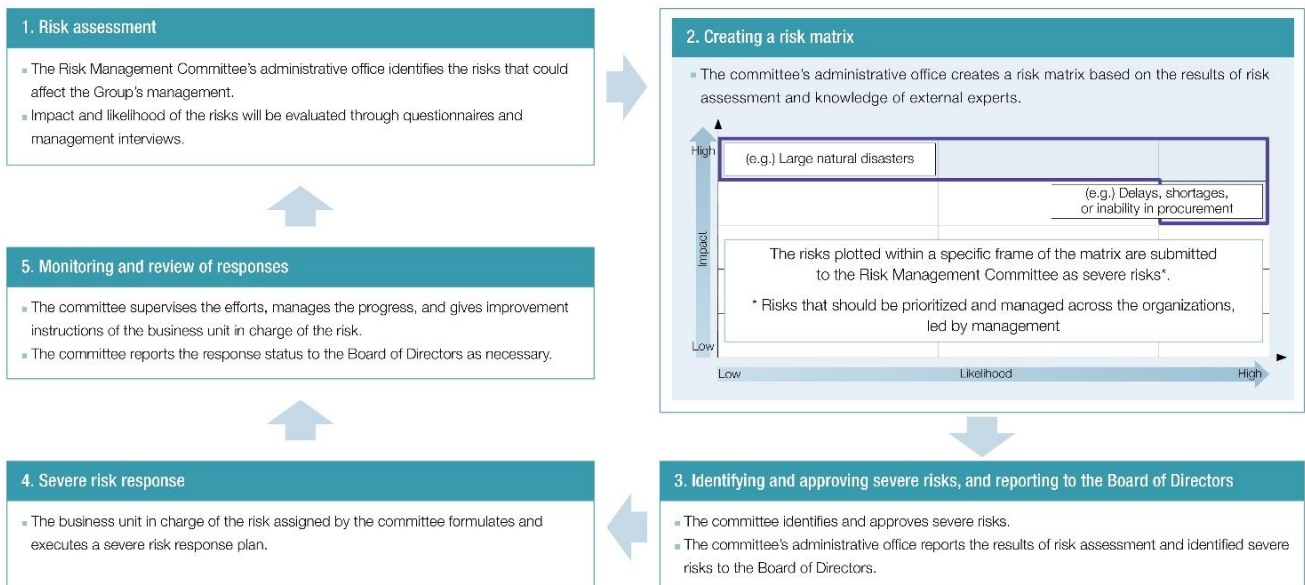 1. Risk assessment
▪ The Risk Management Committee's administrative office identifies the risks that could
affect the Group's management.
▪ Impact and likelihood of the risks will be evaluated through questionnaires and
management interviews.
2. Creating a risk matrix
▪ The committee's administrative office creates a risk matrix based on the results of risk
assessment and knowledge of external experts.
High
(e.g.) Large natural disasters
(e.g.) Delays, shortages,
or inability in procurement
Impact
The risks plotted within a specific frame of the matrix are submitted
to the Risk Management Committee as severe risks*.
* Risks that should be prioritized and managed across the organizations,
led by management
Low
Low
Likelihood
High
3. Identifying and approving severe risks, and reporting to the Board of Directors
▪ The committee identifies and approves severe risks.
▪ The committee's administrative office reports the results of risk assessment and identified severe
risks to the Board of Directors.
4. Severe risk response
▪ The business unit in charge of the risk assigned by the committee formulates and
executes a severe risk response plan.
5. Monitoring and review of responses
▪ The committee supervises the efforts, manages the progress, and gives improvement
instructions of the business unit in charge of the risk.
▪ The committee reports the response status to the Board of Directors as necessary.